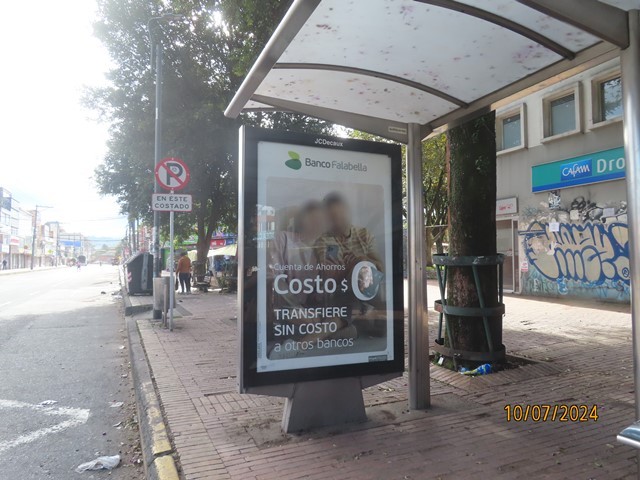 JCDecaux
Banco Falabella
Cuenta de Ahorros
Costo $0
TRANSFIERE
SIN COSTO
a otros bancos
EN ESTE
COSTADO
CAFAM Dro
10/07/2024